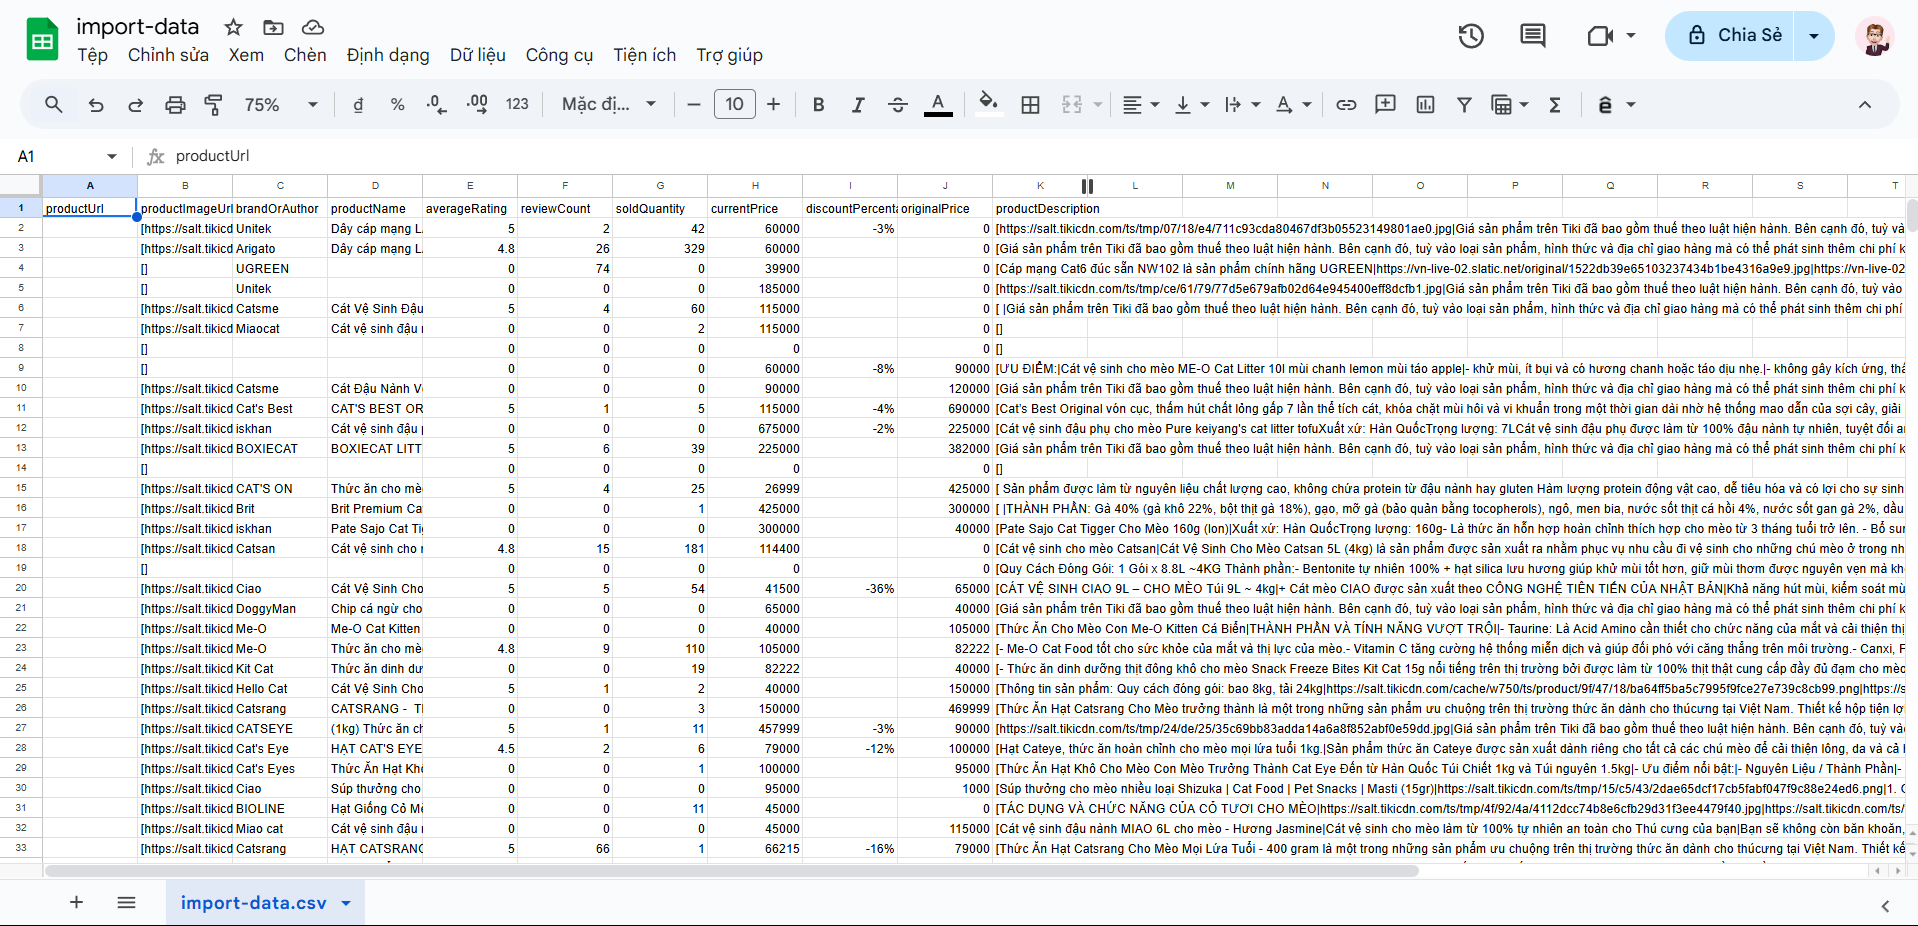 import-data
Tệp Chỉnh sửa Xem Chèn Định dạng Dữ liệu Công cụ Tiện ích Trợ giúp
Chia Sẻ
75% đ % .0 .00 123 Mặc đị... 10 B I A
A1 fx productUrl
A B C D E F G H I J K L M N O P Q R S T
1 productUrl productImageUrl brandOrAuthor productName averageRating reviewCount soldQuantity currentPrice discountPercenta originalPrice productDescription
2 [https://salt.tikicd Unitek Dây cáp mạng L 5 2 42 60000 -3% 0 [https://salt.tikicdn.com/ts/tmp/07/18/e4/711c93cda80467df3b05523149801ae0.jpg|Giá sản phẩm trên Tiki đã bao gồm thuế theo luật hiện hành. Bên cạnh đó, tuỳ và
3 [https://salt.tikicd Arigato Dây cáp mạng L 4.8 26 329 60000 0 [Giá sản phẩm trên Tiki đã bao gồm thuế theo luật hiện hành. Bên cạnh đó, tuỳ vào loại sản phẩm, hình thức và địa chỉ giao hàng mà có thể phát sinh thêm chi phí k
4 [] UGREEN 0 74 0 39900 0 [Cáp mạng Cat6 đúc sẵn NW102 là sản phẩm chính hãng UGREEN|https://vn-live-02.slatic.net/original/1522db39e65103237434b1be4316a9e9.jpg|https://vn-live-02
5 [] Unitek 0 0 0 185000 0 [https://salt.tikicdn.com/ts/tmp/ce/61/79/77d5e679afb02d64e945400eff8dcfb1.jpg|Giá sản phẩm trên Tiki đã bao gồm thuế theo luật hiện hành. Bên cạnh đó, tuỳ vào
6 [https://salt.tikicd Catsme Cát Vệ Sinh Đậu 5 4 60 115000 0 [ |Giá sản phẩm trên Tiki đã bao gồm thuế theo luật hiện hành. Bên cạnh đó, tuỳ vào loại sản phẩm, hình thức và địa chỉ giao hàng mà có thể phát sinh thêm chi phí
7 [https://salt.tikicd Miaocat Cát vệ sinh đậu 0 0 2 115000 0 []
8 [] 0 0 0 0 0 []
9 [] 0 0 0 60000 -8% 90000 [ƯU ĐIỂM:|Cát vệ sinh cho mèo ME-O Cat Litter 10l mùi chanh lemon mùi táo apple|- khử mùi, ít bụi và có hương chanh hoặc táo dịu nhẹ.|- không gây kích ứng, thâ
10 [https://salt.tikicd Catsme Cát Đậu Nành V 0 0 0 90000 120000 [Giá sản phẩm trên Tiki đã bao gồm thuế theo luật hiện hành. Bên cạnh đó, tuỳ vào loại sản phẩm, hình thức và địa chỉ giao hàng mà có thể phát sinh thêm chi phí k
11 [https://salt.tikicd Cat's Best CAT'S BEST OR 5 1 5 115000 -4% 690000 [Cat's Best Original vón cục, thấm hút chất lỏng gấp 7 lần thể tích cát, khóa chặt mùi hôi và vi khuẩn trong một thời gian dài nhờ hệ thống mao dẫn của sợi cây, giải
12 [https://salt.tikicd iskhan Cát vệ sinh đậu 0 0 0 675000 -2% 225000 [Cát vệ sinh đậu phụ cho mèo Pure keiyang's cat litter tofuXuất xứ: Hàn QuốcTrọng lượng: 7LCát vệ sinh đậu phụ được làm từ 100% đậu nành tự nhiên, tuyệt đối a
13 [https://salt.tikicd BOXIECAT BOXIECAT LITT 5 6 39 225000 382000 [Giá sản phẩm trên Tiki đã bao gồm thuế theo luật hiện hành. Bên cạnh đó, tuỳ vào loại sản phẩm, hình thức và địa chỉ giao hàng mà có thể phát sinh thêm chi phí k
14 [] 0 0 0 0 0 []
15 [https://salt.tikicd CAT'S ON Thức ăn cho mè 5 4 25 26999 425000 [ Sản phẩm được làm từ nguyên liệu chất lượng cao, không chứa protein từ đậu nành hay gluten Hàm lượng protein động vật cao, dễ tiêu hóa và có lợi cho sự sinh
16 [https://salt.tikicd Brit Brit Premium Ca 0 0 1 425000 300000 [ |THÀNH PHẦN: Gà 40% (gà khô 22%, bột thịt gà 18%), gạo, mỡ gà (bảo quản bằng tocopherols), ngô, men bia, nước sốt thịt cá hồi 4%, nước sốt gan gà 2%, dầu
17 [https://salt.tikicd iskhan Pate Sajo Cat Ti 0 0 0 300000 40000 [Pate Sajo Cat Tigger Cho Mèo 160g (lon)|Xuất xứ: Hàn QuốcTrọng lượng: 160g- Là thức ăn hỗn hợp hoàn chỉnh thích hợp cho mèo từ 3 tháng tuổi trở lên. - Bổ sun
18 [https://salt.tikicd Catsan Cát vệ sinh cho 4.8 15 181 114400 0 [Cát vệ sinh cho mèo Catsan|Cát Vệ Sinh Cho Mèo Catsan 5L (4kg) là sản phẩm được sản xuất ra nhằm phục vụ nhu cầu đi vệ sinh cho những chú mèo ở trong nh
19 [] 0 0 0 0 0 [Quy Cách Đóng Gói: 1 Gói x 8.8L ~4KG Thành phần:- Bentonite tự nhiên 100% + hạt silica lưu hương giúp khử mùi tốt hơn, giữ mùi thơm được nguyên vẹn mà kh
20 [https://salt.tikicd Ciao Cát Vệ Sinh Cho 5 5 54 41500 -36% 65000 [CÁT VỆ SINH CIAO 9L – CHO MÈO Túi 9L ~ 4kg|+ Cát mèo CIAO được sản xuất theo CÔNG NGHỆ TIÊN TIẾN CỦA NHẬT BẢN|Khả năng hút mùi, kiểm soát mù
21 [https://salt.tikicd DoggyMan Chip cá ngừ cho 0 0 0 65000 40000 [Giá sản phẩm trên Tiki đã bao gồm thuế theo luật hiện hành. Bên cạnh đó, tuỳ vào loại sản phẩm, hình thức và địa chỉ giao hàng mà có thể phát sinh thêm chi phí k
22 [https://salt.tikicd Me-O Me-O Cat Kitten 0 0 0 40000 105000 [Thức Ăn Cho Mèo Con Me-O Kitten Cá Biển|THÀNH PHẦN VÀ TÍNH NĂNG VƯỢT TRỘI|- Taurine: Là Acid Amino cần thiết cho chức năng của mắt và cải thiện thị
23 [https://salt.tikicd Me-O Thức ăn cho mè 4.8 9 110 105000 82222 [- Me-O Cat Food tốt cho sức khỏe của mắt và thị lực của mèo.- Vitamin C tăng cường hệ thống miễn dịch và giúp đối phó với căng thẳng trên môi trường.- Canxi, F
24 [https://salt.tikicd Kit Cat Thức ăn dinh dư 0 0 19 82222 40000 [- Thức ăn dinh dưỡng thịt đông khô cho mèo Snack Freeze Bites Kit Cat 15g nổi tiếng trên thị trường bởi được làm từ 100% thịt thật cung cấp đầy đủ đạm cho mèo
25 [https://salt.tikicd Hello Cat Cát Vệ Sinh Cho 5 1 2 40000 150000 [Thông tin sản phẩm: Quy cách đóng gói: bao 8kg, tải 24kg|https://salt.tikicdn.com/cache/w750/ts/product/9f/47/18/ba64ff5ba5c7995f9fce27e739c8cb99.png|https://s
26 [https://salt.tikicd Catsrang CATSRANG - T 0 0 3 150000 469999 [Thức Ăn Hạt Catsrang Cho Mèo trưởng thành là một trong những sản phẩm ưu chuộng trên thị trường thức ăn dành cho thúcưng tại Việt Nam. Thiết kế hộp tiện lợi
27 [https://salt.tikicd CATSEYE (1kg) Thức ăn ch 5 1 11 457999 -3% 90000 [https://salt.tikicdn.com/ts/tmp/24/de/25/35c69bb83adda14a6a8f852abf0e59dd.jpg|Giá sản phẩm trên Tiki đã bao gồm thuế theo luật hiện hành. Bên cạnh đó, tuỳ và
28 [https://salt.tikicd Cat's Eye HẠT CAT'S EYE 4.5 2 6 79000 -12% 100000 [Hạt Cateye, thức ăn hoàn chỉnh cho mèo mọi lứa tuổi 1kg.|Sản phẩm thức ăn Cateye được sản xuất dành riêng cho tất cả các chú mèo để cải thiện lông, da và cả
29 [https://salt.tikicd Cat's Eyes Thức Ăn Hạt Kh 0 0 1 100000 95000 [Thức Ăn Hạt Khô Cho Mèo Con Mèo Trưởng Thành Cat Eye Đến từ Hàn Quốc Túi Chiết 1kg và Túi nguyên 1.5kg|- Ưu điểm nổi bật:|- Nguyên Liệu / Thành Phần|-
30 [https://salt.tikicd Ciao Súp thưởng cho 0 0 0 95000 1000 [Súp thưởng cho mèo nhiều loại Shizuka | Cat Food | Pet Snacks | Masti (15gr)|https://salt.tikicdn.com/ts/tmp/15/c5/43/2dae65dcf17cb5fabf047f9c88e24ed6.png|1.
31 [https://salt.tikicd BIOLINE Hạt Giống Cỏ M 0 0 11 45000 0 [TÁC DỤNG VÀ CHỨC NĂNG CỦA CỎ TƯƠI CHO MÈO|https://salt.tikicdn.com/ts/tmp/4f/92/4a/4112dcc74b8e6cfb29d31f3ee4479f40.jpg|https://salt.tikicdn.com/ts/
32 [https://salt.tikicd Miao cat Cát vệ sinh đậu 0 0 0 45000 115000 [Cát vệ sinh đậu nành MIAO 6L cho mèo - Hương Jasmine|Cát vệ sinh cho mèo làm từ 100% tự nhiên an toàn cho Thú cưng của bạn|Bạn sẽ không còn băn khoăn,
33 [https://salt.tikicd Catsrang HẠT CATSRANG 5 66 1 66215 -16% 79000 [Thức Ăn Hạt Catsrang Cho Mèo Mọi Lứa Tuổi - 400 gram là một trong những sản phẩm ưu chuộng trên thị trường thức ăn dành cho thúcưng tại Việt Nam. Thiết kế
import-data.csv